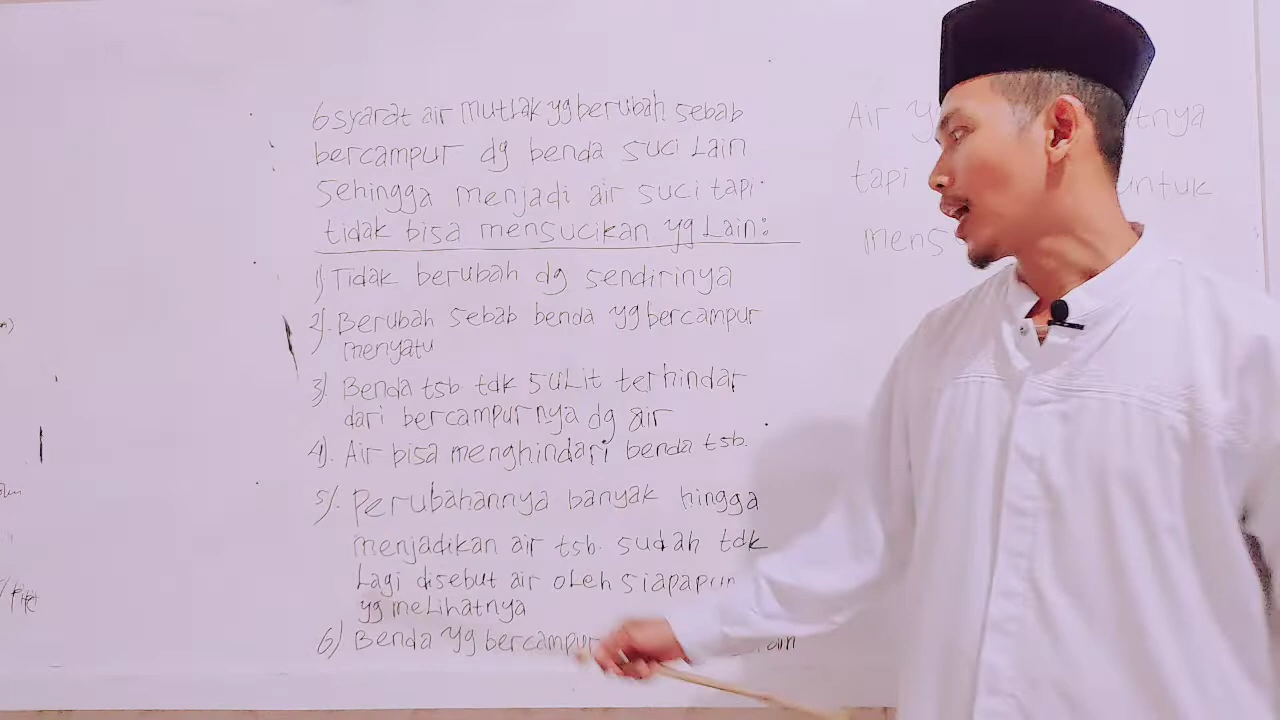 6 syarat air mutlak yg berubah sebab
bercampur dg benda suci Lain
Sehingga menjadi air suci tapi
tidak bisa mensucikan yg Lain:
1) Tidak berubah dg sendirinya
2). Berubah sebab benda yg bercampur
menyatu
3) Benda tsb tdk sulit terhindar
dari bercampurnya dg air
4). Air bisa menghindari benda tsb.
5). Perubahannya banyak hingga
menjadikan air tsb. sudah tdk
Lagi disebut air oleh siapapun
yg melihatnya
6) Benda yg bercampur
Air
tapi untuk